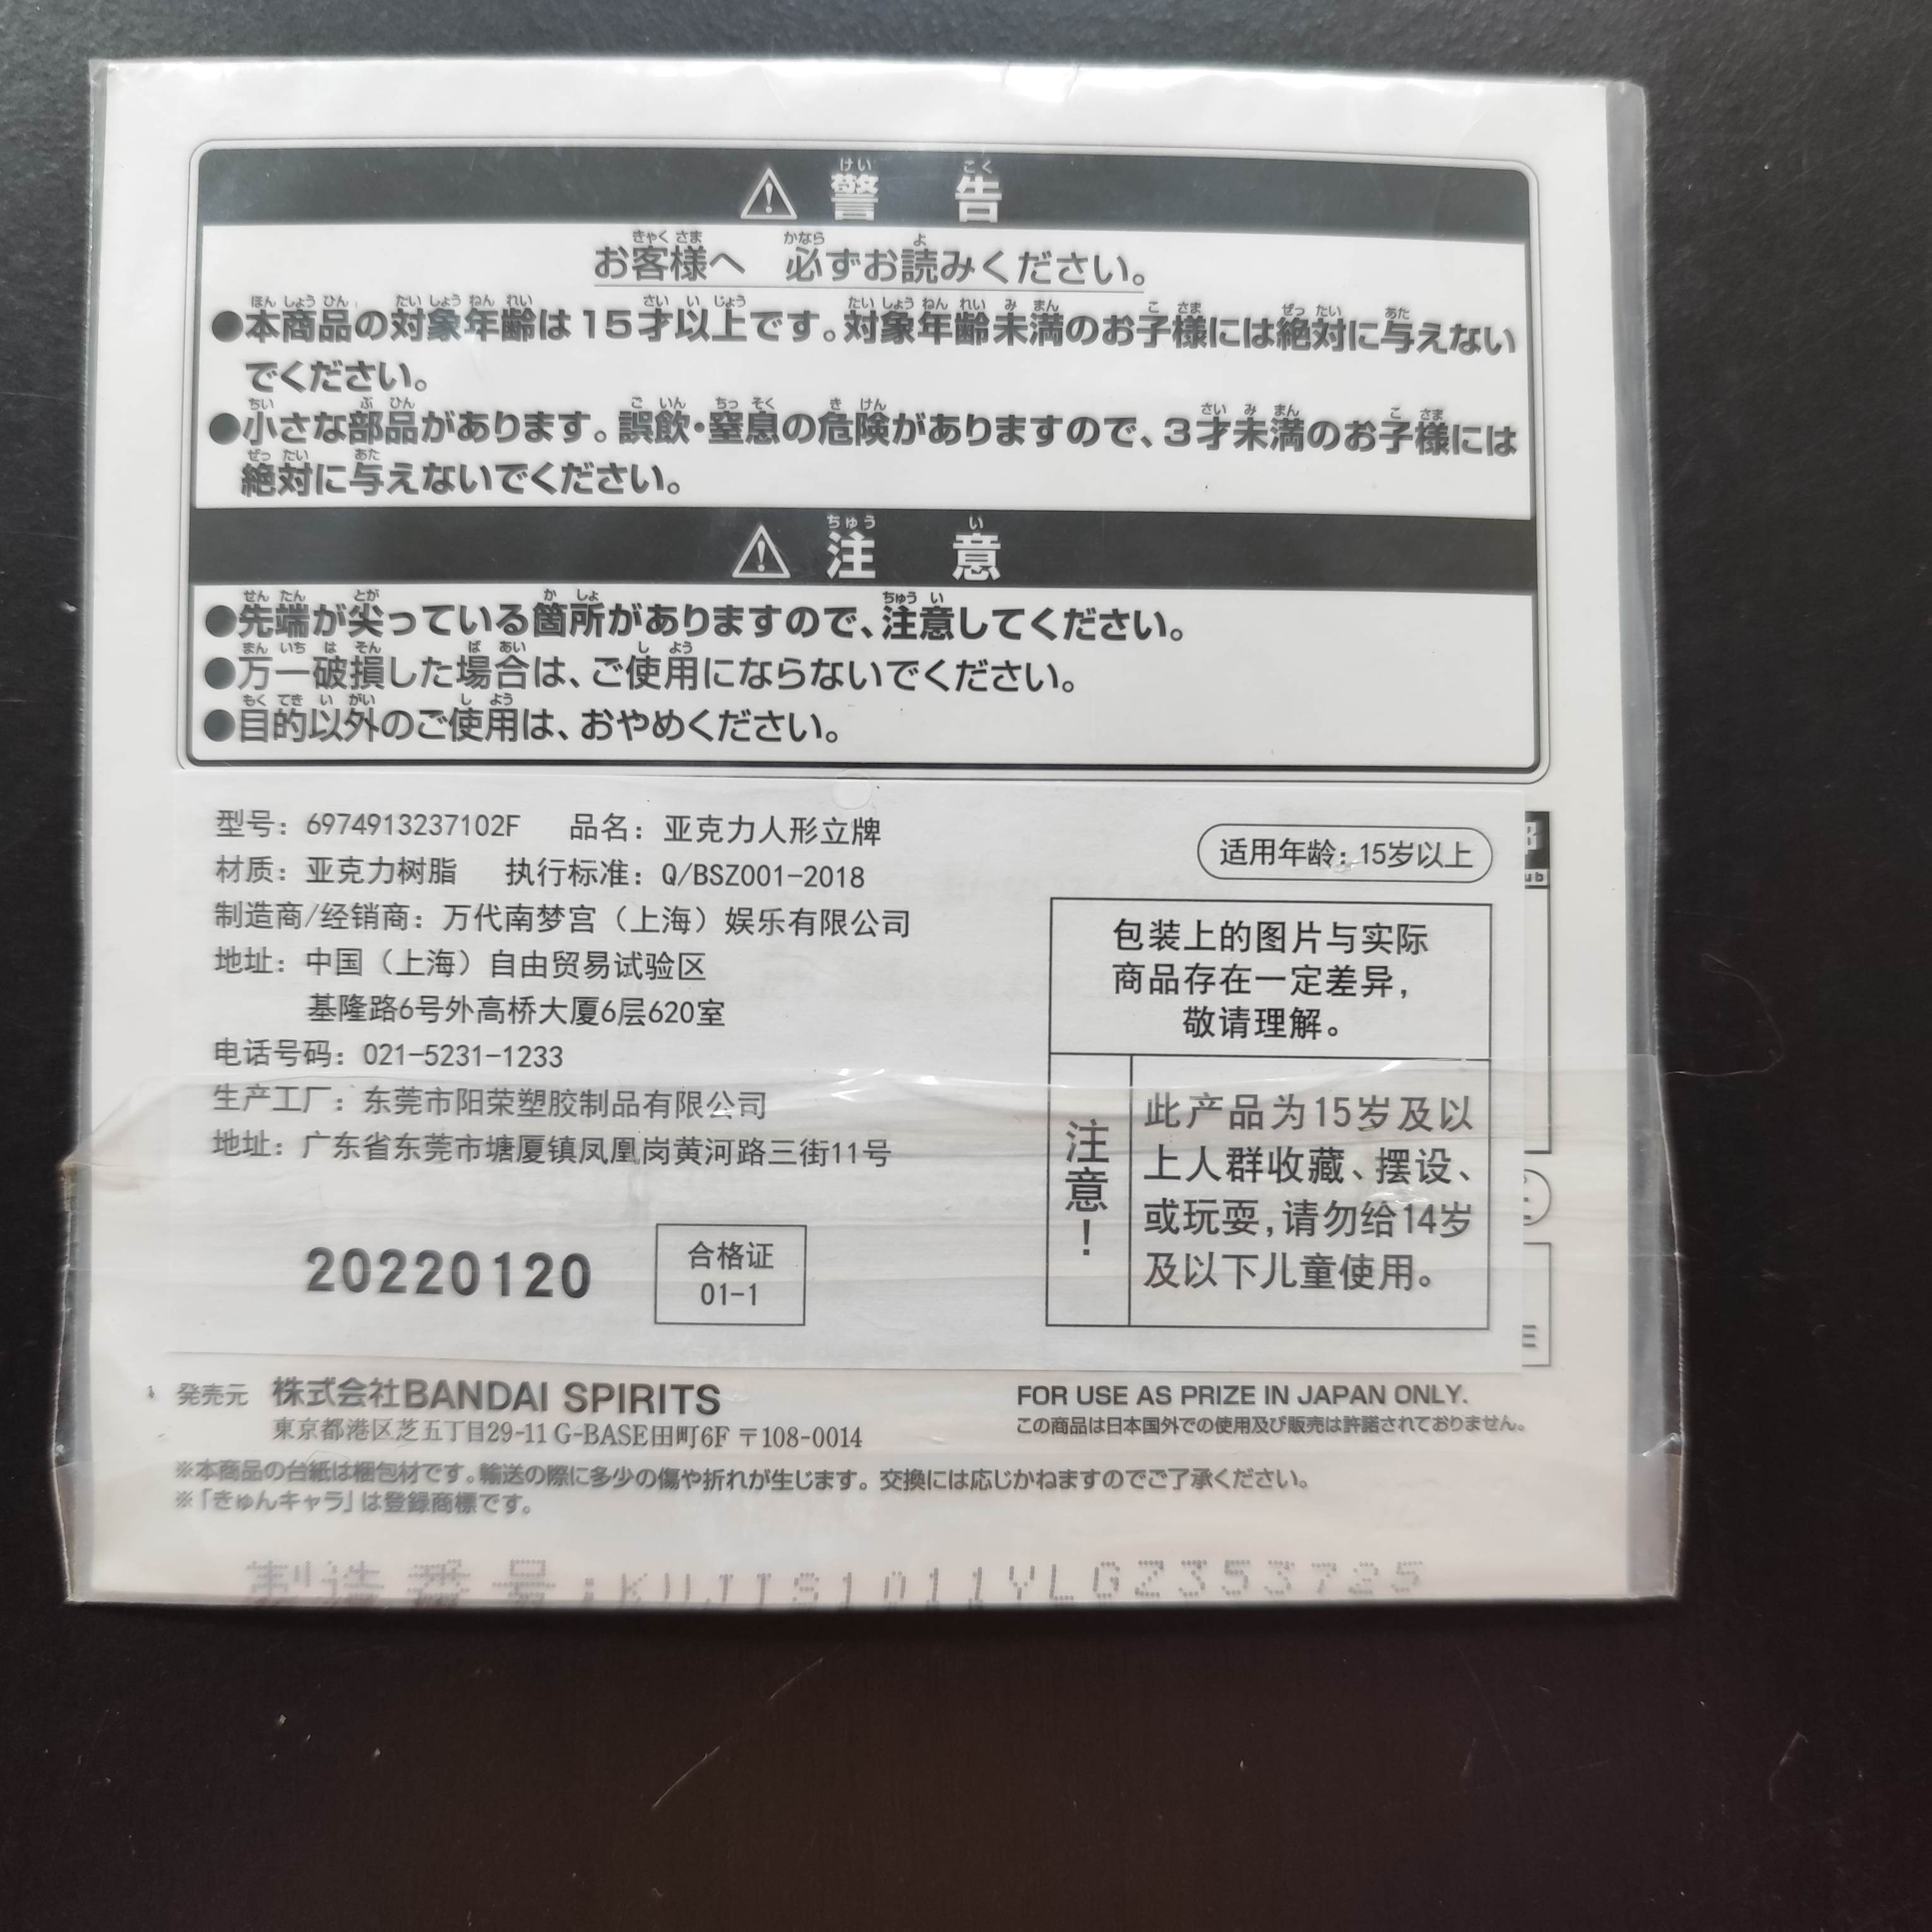 ⚠ 警告
お客様へ 必ずお読みください。
●本商品の対象年齢は15才以上です。対象年齢未満のお子様には絶対に与えない
でください。
●小さな部品があります。誤飲・窒息の危険がありますので、3才未満のお子様には
絶対に与えないでください。
⚠ 注意
●先端が尖っている箇所がありますので、注意してください。
●万一破損した場合は、ご使用にならないでください。
●目的以外のご使用は、おやめください。
型号：6974913237102F 品名：亚克力人形立牌
材质：亚克力树脂 执行标准：Q/BSZ001-2018
制造商/经销商：万代南梦宫（上海）娱乐有限公司
地址：中国（上海）自由贸易试验区
基隆路6号外高桥大厦6层620室
电话号码：021-5231-1233
生产工厂：东莞市阳荣塑胶制品有限公司
地址：广东省东莞市塘厦镇凤凰岗黄河路三街11号
20220120
合格证
01-1
适用年龄：15岁以上
包装上的图片与实际
商品存在一定差异，
敬请理解。
注意！
此产品为15岁及以
上人群收藏、摆设、
或玩耍，请勿给14岁
及以下儿童使用。
発売元 株式会社BANDAI SPIRITS
東京都港区芝五丁目29-11 G-BASE田町6F 〒108-0014
FOR USE AS PRIZE IN JAPAN ONLY.
この商品は日本国外での使用及び販売は許諾されておりません。
※本商品の台紙は梱包材です。輸送の際に多少の傷や折れが生じます。交換には応じかねますのでご了承ください。
※「きゅんキャラ」は登録商標です。
製造番号: